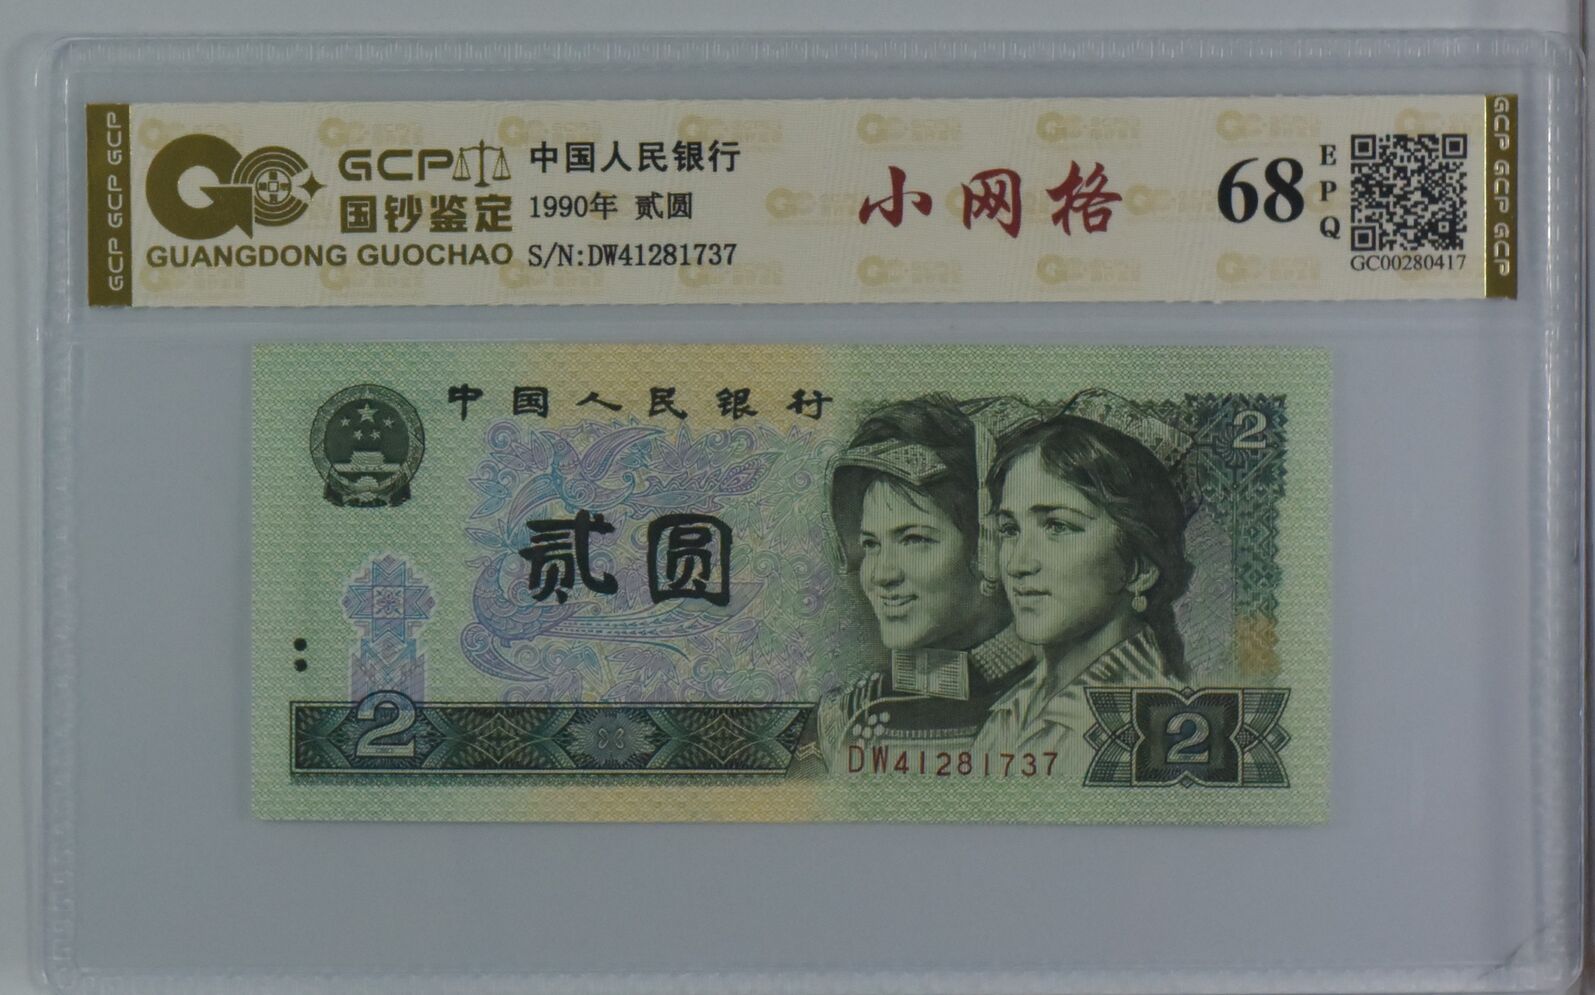 GCP GCP GCP
GCP
国钞鉴定
GUANGDONG GUOCHAO
中国人民银行
1990年 贰圆
S/N:DW41281737
小网格
68
EPQ
GC00280417
GCP GCP GCP
中国人民银行
2
贰圆
2
DW41281737
2